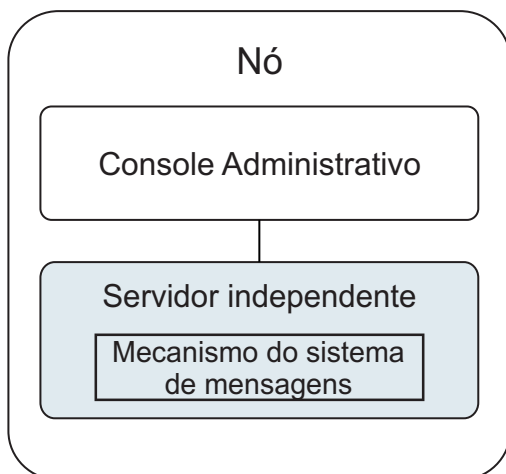 Nó
Console Administrativo
Servidor independente
Mecanismo do sistema
de mensagens